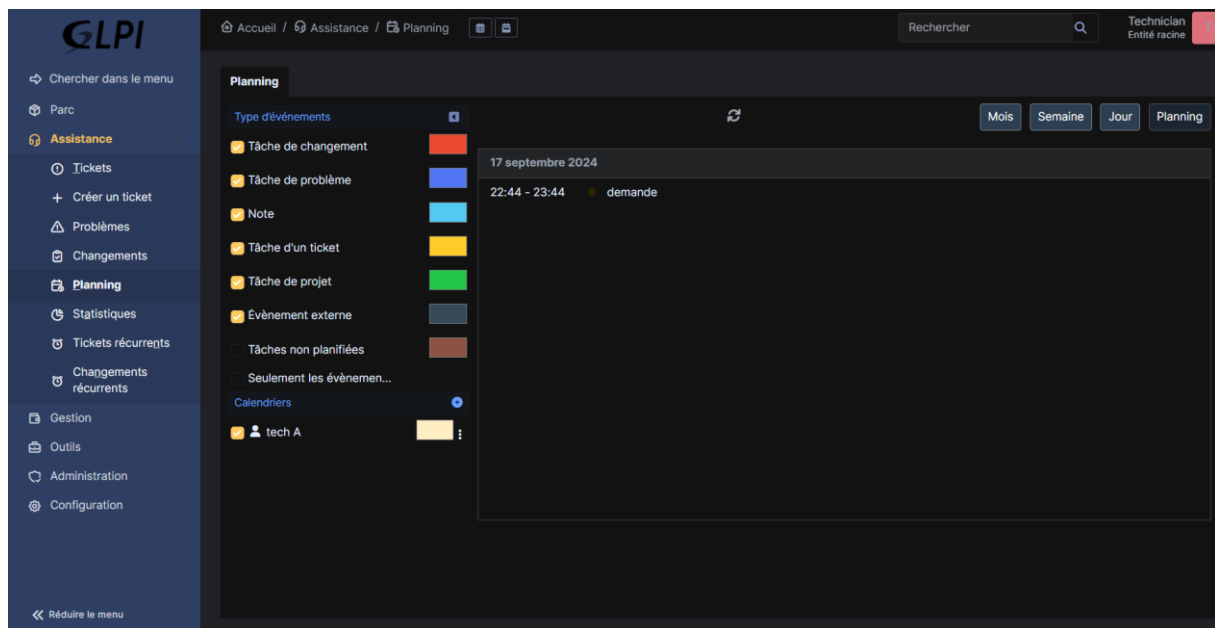 GLPI
Accueil / Assistance / Planning
Rechercher
Technician
Entité racine
T
Chercher dans le menu
Parc
Assistance
Tickets
Créer un ticket
Problèmes
Changements
Planning
Statistiques
Tickets récurrents
Changements
récurrents
Gestion
Outils
Administration
Configuration
Réduire le menu
Planning
Type d'événements
Tâche de changement
Tâche de problème
Note
Tâche d'un ticket
Tâche de projet
Évènement externe
Tâches non planifiées
Seulement les évènemen...
Calendriers
tech A
Mois Semaine Jour Planning
17 septembre 2024
22:44 - 23:44 demande